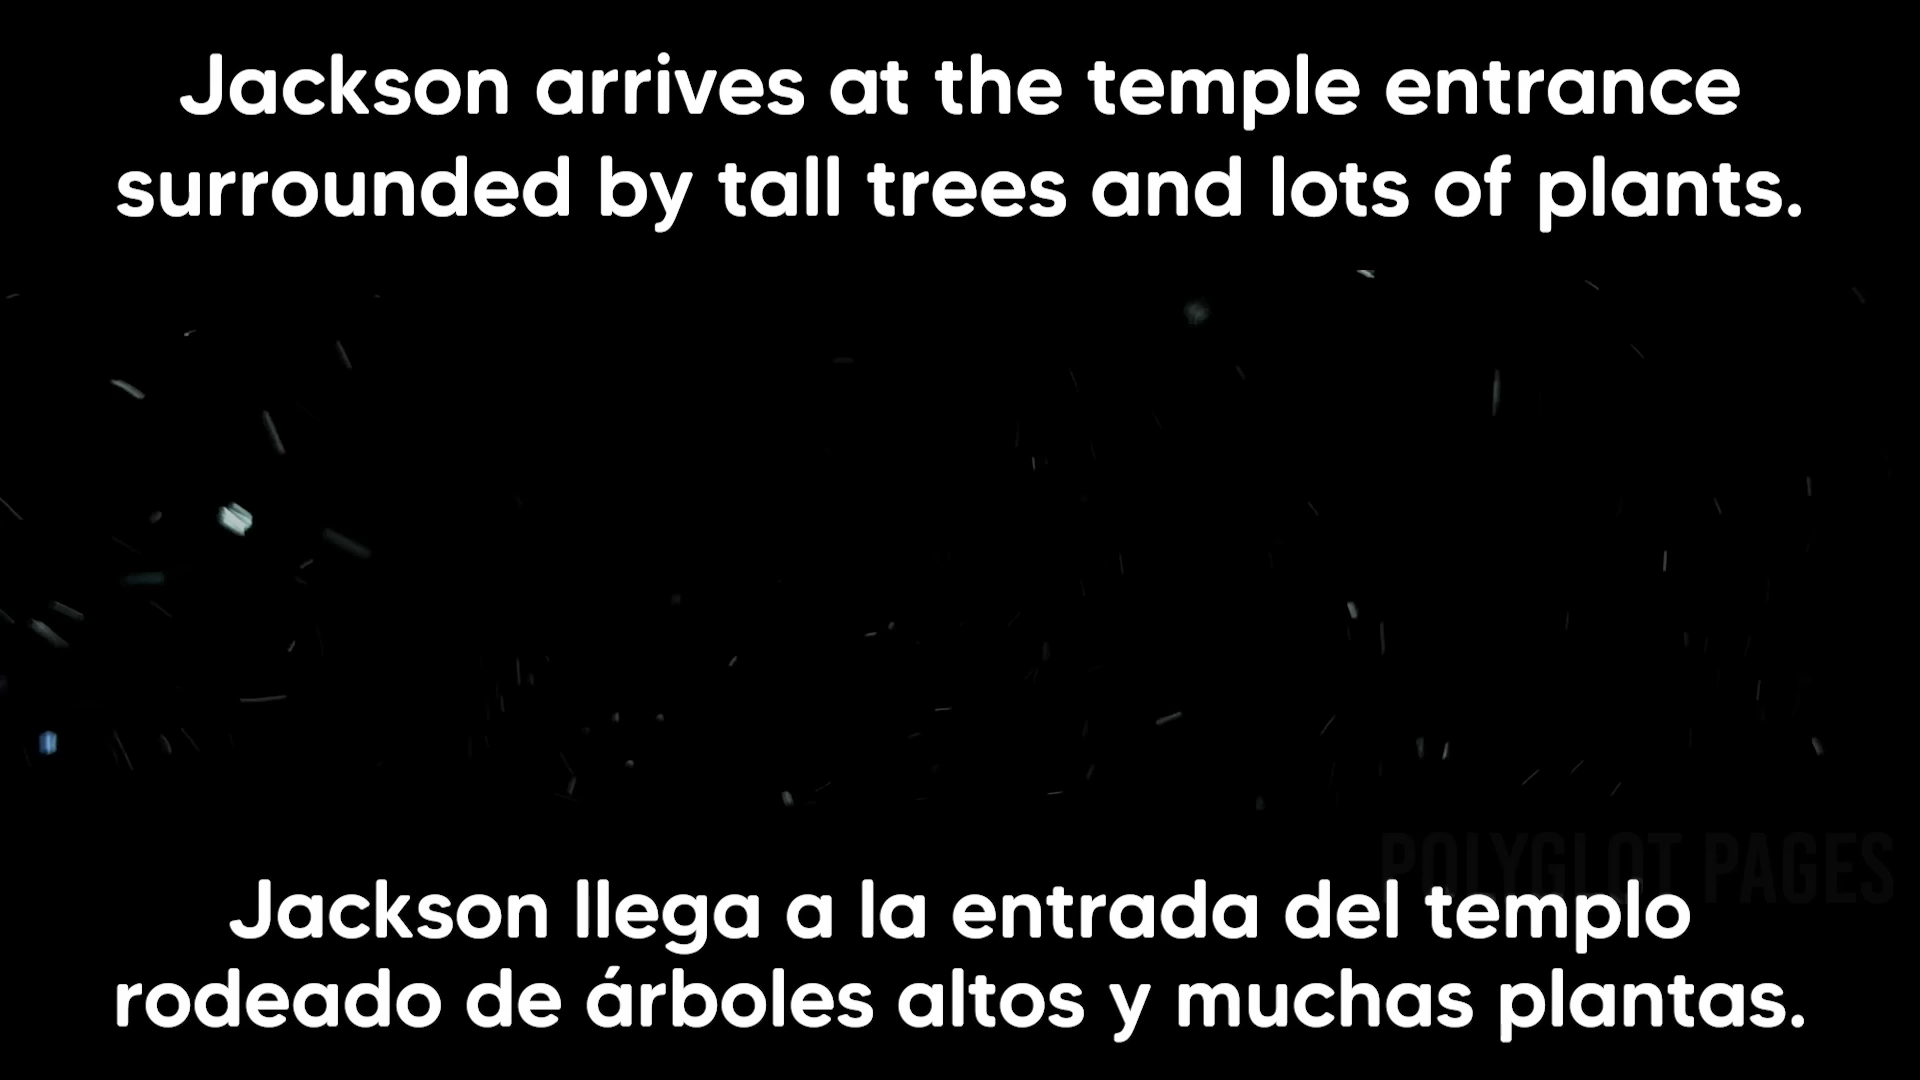 Jackson arrives at the temple entrance
surrounded by tall trees and lots of plants.
POLYGLOT PAGES
Jackson llega a la entrada del templo
rodeado de árboles altos y muchas plantas.